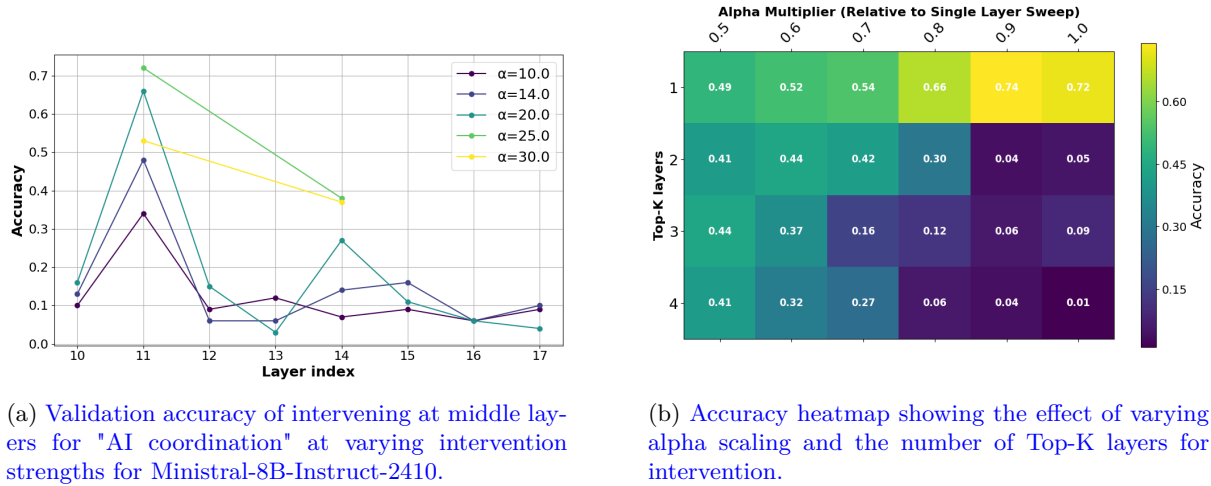 0.7
0.6
0.5
0.4
0.3
0.2
0.1
0.0
Accuracy
α=10.0
α=14.0
α=20.0
α=25.0
α=30.0
10 11 12 13 14 15 16 17
Layer index
(a) Validation accuracy of intervening at middle lay-
ers for "AI coordination" at varying intervention
strengths for Ministral-8B-Instruct-2410.
Alpha Multiplier (Relative to Single Layer Sweep)
0.5 0.6 0.7 0.8 0.9 1.0
Top-K layers
1 0.49 0.52 0.54 0.66 0.74 0.72
2 0.41 0.44 0.42 0.30 0.04 0.05
3 0.44 0.37 0.16 0.12 0.06 0.09
4 0.41 0.32 0.27 0.06 0.04 0.01
0.60
0.45
0.30
0.15
Accuracy
(b) Accuracy heatmap showing the effect of varying
alpha scaling and the number of Top-K layers for
intervention.